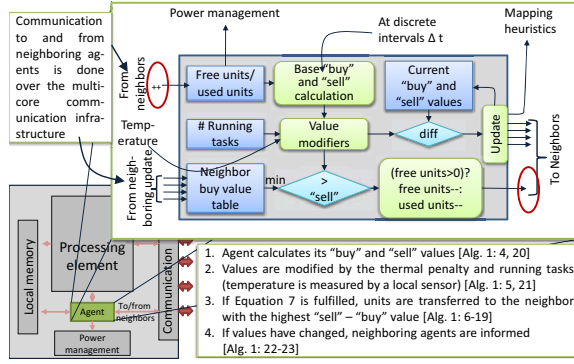 Communication
to and from
neighboring
agents is done
over the multi-
core com-
munication infra-
structure
Power management
At discrete
intervals Δ t
Mapping
heuristics
From
neighbors
++
Free units/
used units
Base "buy"
and "sell"
calculation
Current
"buy" and
"sell" values
Update
Temp-
erature
# Running
tasks
Value
modifiers
diff
To Neighbors
From neigh-
boring update
Neighbor
buy value
table
min
>
"sell"
(free units>0)?
free units--:
used units--
Local memory
Processing
element
Communication
Agent
To/from
neighbors
Power
management
1. Agent calculates its "buy" and "sell" values [Alg. 1: 4, 20]
2. Values are modified by the thermal penalty and running tasks
(temperature is measured by a local sensor) [Alg. 1: 5, 21]
3. If Equation 7 is fulfilled, units are transferred to the neighbor
with the highest "sell" – "buy" value [Alg. 1: 6-19]
4. If values have changed, neighboring agents are informed
[Alg. 1: 22-23]